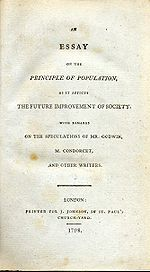 AN
ESSAY
ON THE
PRINCIPLE OF POPULATION,
AS IT AFFECTS
THE FUTURE IMPROVEMENT OF SOCIETY.
WITH REMARKS
ON THE SPECULATIONS OF MR. GODWIN,
M. CONDORCET,
AND OTHER WRITERS.
LONDON:
PRINTED FOR J. JOHNSON, IN ST. PAUL'S
CHURCH-YARD.
1798.